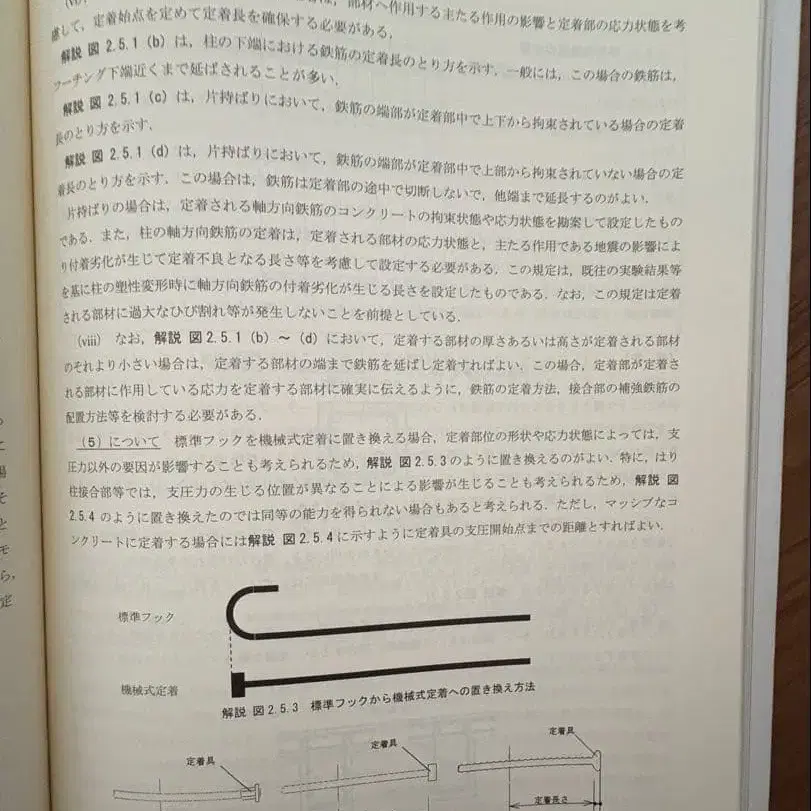 部材へ作用する主たる作用の影響と定着部の応力状態を考
慮して，定着始点を定めて定着長を確保する必要がある．
解説 図 2.5.1 (b) は，柱の下端における鉄筋の定着長のとり方を示す．一般には，この場合の鉄筋は，
フーチング下端近くまで延ばされることが多い．
解説 図 2.5.1 (c) は，片持ばりにおいて，鉄筋の端部が定着部中で上下から拘束されている場合の定着
長のとり方を示す．
解説 図 2.5.1 (d) は，片持ばりにおいて，鉄筋の端部が定着部中で上部から拘束されていない場合の定
着長のとり方を示す．この場合は，鉄筋は定着部の途中で切断しないで，他端まで延長するのがよい．
片持ばりの場合は，定着される軸方向鉄筋のコンクリートの拘束状態や応力状態を勘案して設定したもの
である．また，柱の軸方向鉄筋の定着は，定着される部材の応力状態と，主たる作用である地震の影響によ
り付着劣化が生じて定着不良となる長さ等を考慮して設定する必要がある．この規定は，既往の実験結果等
を基に柱の塑性変形時に軸方向鉄筋の付着劣化が生じる長さを設定したものである．なお，この規定は定着
される部材に過大なひび割れ等が発生しないことを前提としている．
(viii) なお，解説 図 2.5.1 (b) ～ (d) において，定着する部材の厚さあるいは高さが定着される部材
のそれより小さい場合は，定着する部材の端まで鉄筋を延ばし定着すればよい．この場合，定着部が定着さ
れる部材に作用している応力を定着する部材に確実に伝えるように，鉄筋の定着方法，接合部の補強鉄筋の
配置方法等を検討する必要がある．
(5) について 標準フックを機械式定着に置き換える場合，定着部位の形状や応力状態によっては，支
圧力以外の要因が影響することも考えられるため，解説 図 2.5.3 のように置き換えるのがよい．特に，はり
柱接合部等では，支圧力の生じる位置が異なることによる影響が生じることも考えられるため，解説 図
2.5.4 のように置き換えたのでは同等の能力を得られない場合もあると考えられる．ただし，マッシブなコ
ンクリートに定着する場合には解説 図 2.5.4 に示すように定着具の支圧開始点までの距離とすればよい．
標準フック
機械式定着
解説 図 2.5.3 標準フックから機械式定着への置き換え方法
定着具
定着具
定着具
定着長さ
に
場
そ
と
モ
ら，
定